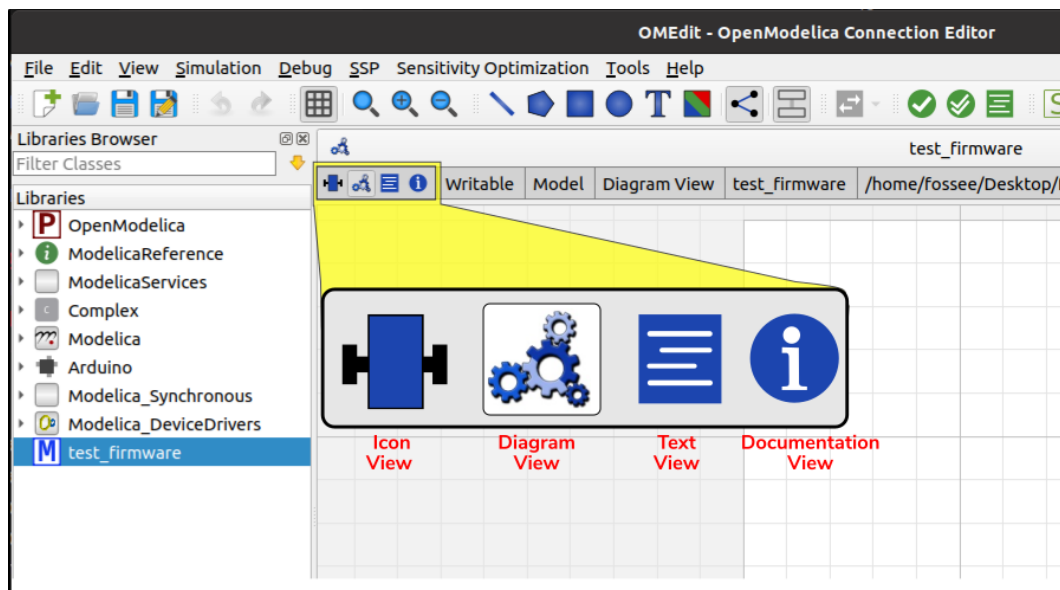 OMEdit - OpenModelica Connection Editor
File Edit View Simulation Debug SSP Sensitivity Optimization Tools Help
T
S
Libraries Browser
test_firmware
Filter Classes
Writable Model Diagram View test_firmware /home/fossee/Desktop/
Libraries
P OpenModelica
i ModelicaReference
ModelicaServices
C Complex
Modelica
Arduino
Modelica_Synchronous
Modelica_DeviceDrivers
M test_firmware
Icon View
Diagram View
Text View
Documentation View